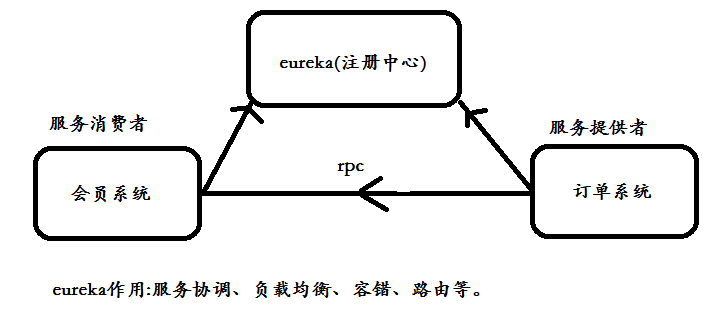 eureka(注册中心)
服务消费者
服务提供者
会员系统
rpc
订单系统
eureka作用:服务协调、负载均衡、容错、路由等。